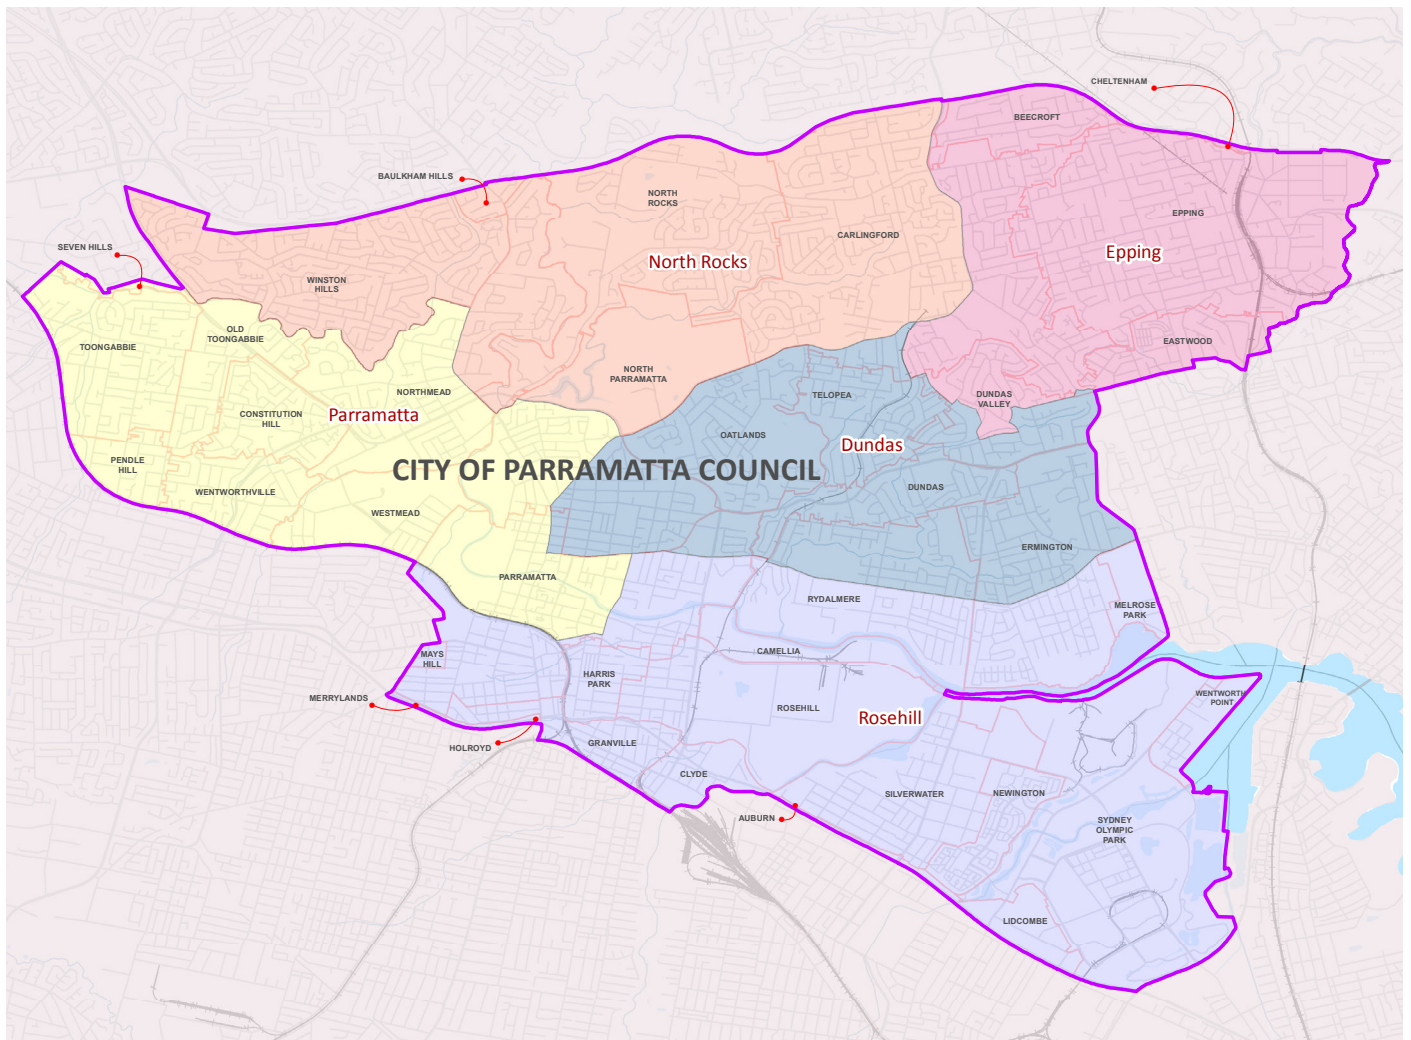 CHELTENHAM
BEECROFT
BAULKHAM HILLS
NORTH
ROCKS
EPPING
CARLINGFORD
SEVEN HILLS
Epping
North Rocks
WINSTON
HILLS
OLD
TOONGABBIE
TOONGABBIE
EASTWOOD
NORTH
PARRAMATTA
NORTHMEAD
TELOPEA
DUNDAS
VALLEY
CONSTITUTION
HILL
Parramatta
OATLANDS
Dundas
PENDLE
HILL
CITY OF PARRAMATTA COUNCIL
WENTWORTHVILLE
DUNDAS
WESTMEAD
ERMINGTON
PARRAMATTA
RYDALMERE
MELROSE
PARK
MAYS
HILL
CAMELLIA
HARRIS
PARK
MERRYLANDS
WENTWORTH
POINT
ROSEHILL
Rosehill
HOLROYD
GRANVILLE
CLYDE
SILVERWATER
NEWINGTON
AUBURN
SYDNEY
OLYMPIC
PARK
LIDCOMBE